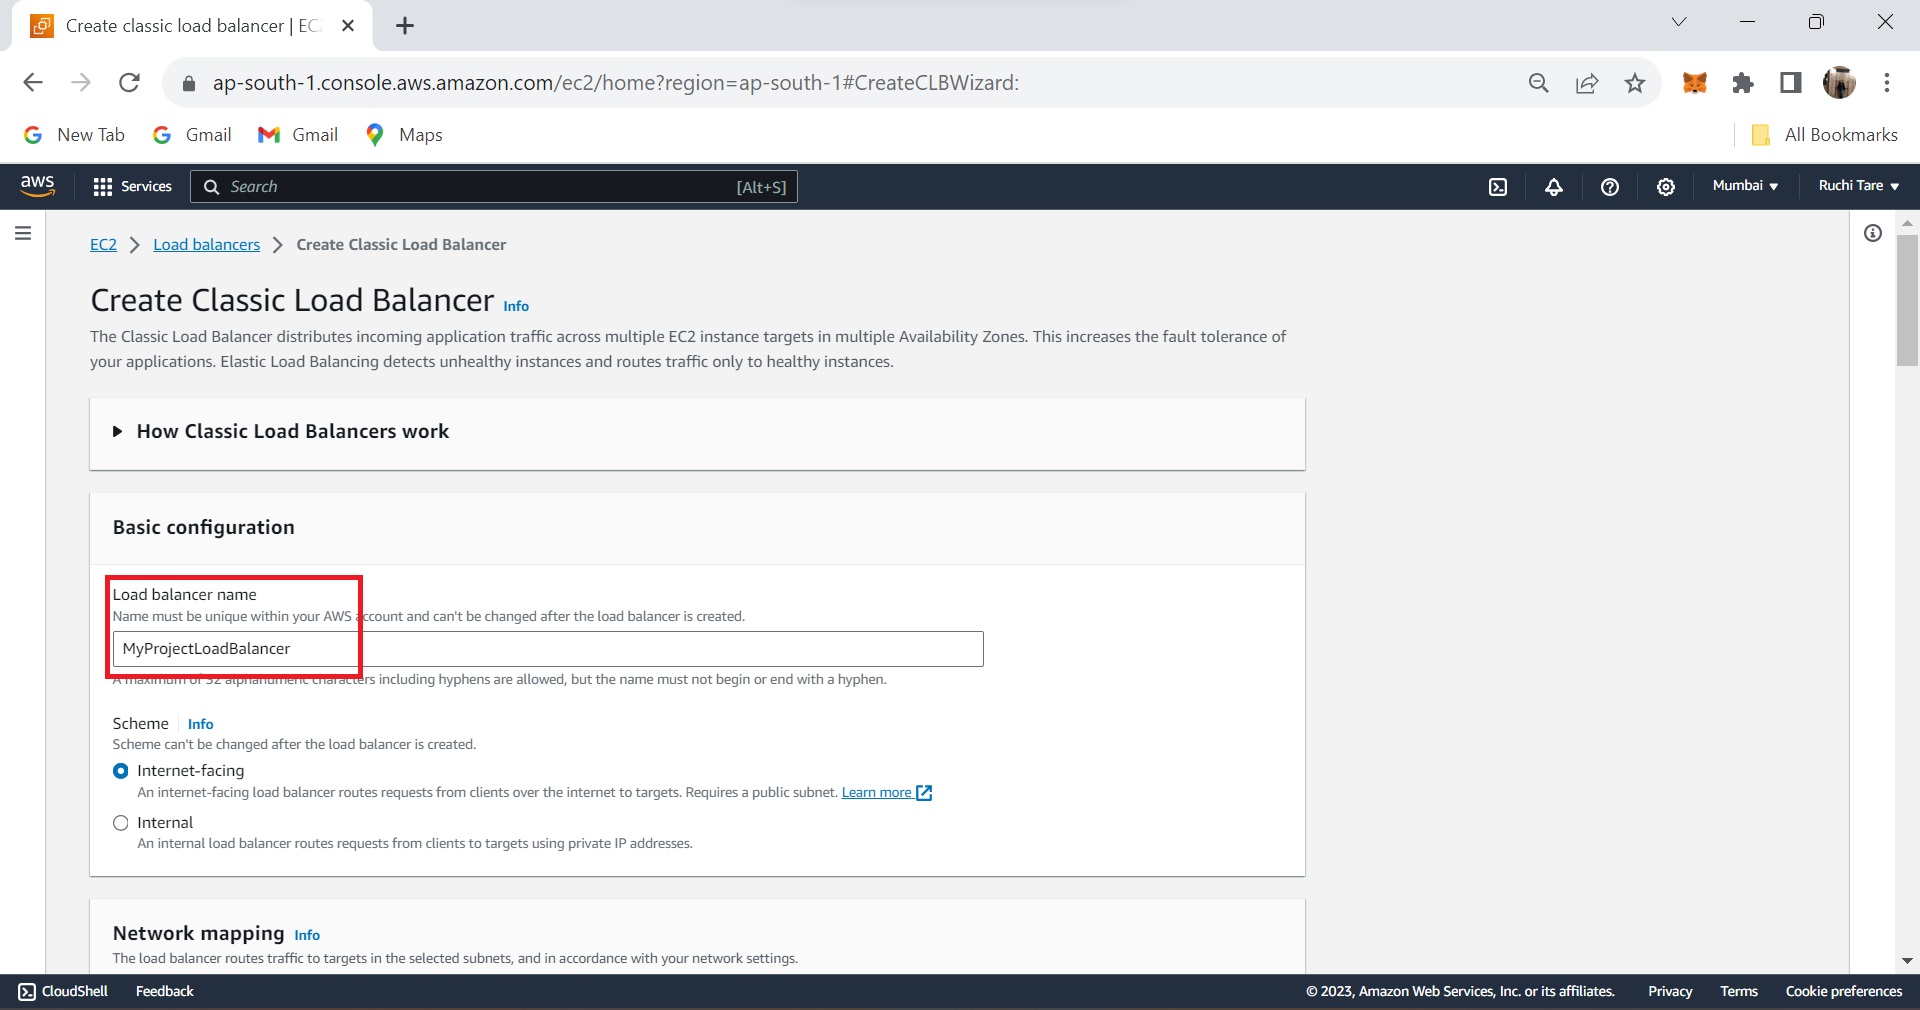 Create classic load balancer | EC
ap-south-1.console.aws.amazon.com/ec2/home?region=ap-south-1#CreateCLBWizard:
New Tab Gmail Gmail Maps All Bookmarks
aws Services Search [Alt+S] Mumbai Ruchi Tare
EC2 > Load balancers > Create Classic Load Balancer
Create Classic Load Balancer Info
The Classic Load Balancer distributes incoming application traffic across multiple EC2 instance targets in multiple Availability Zones. This increases the fault tolerance of
your applications. Elastic Load Balancing detects unhealthy instances and routes traffic only to healthy instances.
How Classic Load Balancers work
Basic configuration
Load balancer name
Name must be unique within your AWS account and can't be changed after the load balancer is created.
MyProjectLoadBalancer
A maximum of 32 alphanumeric characters including hyphens are allowed, but the name must not begin or end with a hyphen.
Scheme Info
Scheme can't be changed after the load balancer is created.
Internet-facing
An internet-facing load balancer routes requests from clients over the internet to targets. Requires a public subnet. Learn more
Internal
An internal load balancer routes requests from clients to targets using private IP addresses.
Network mapping Info
The load balancer routes traffic to targets in the selected subnets, and in accordance with your network settings.
CloudShell Feedback © 2023, Amazon Web Services, Inc. or its affiliates. Privacy Terms Cookie preferences